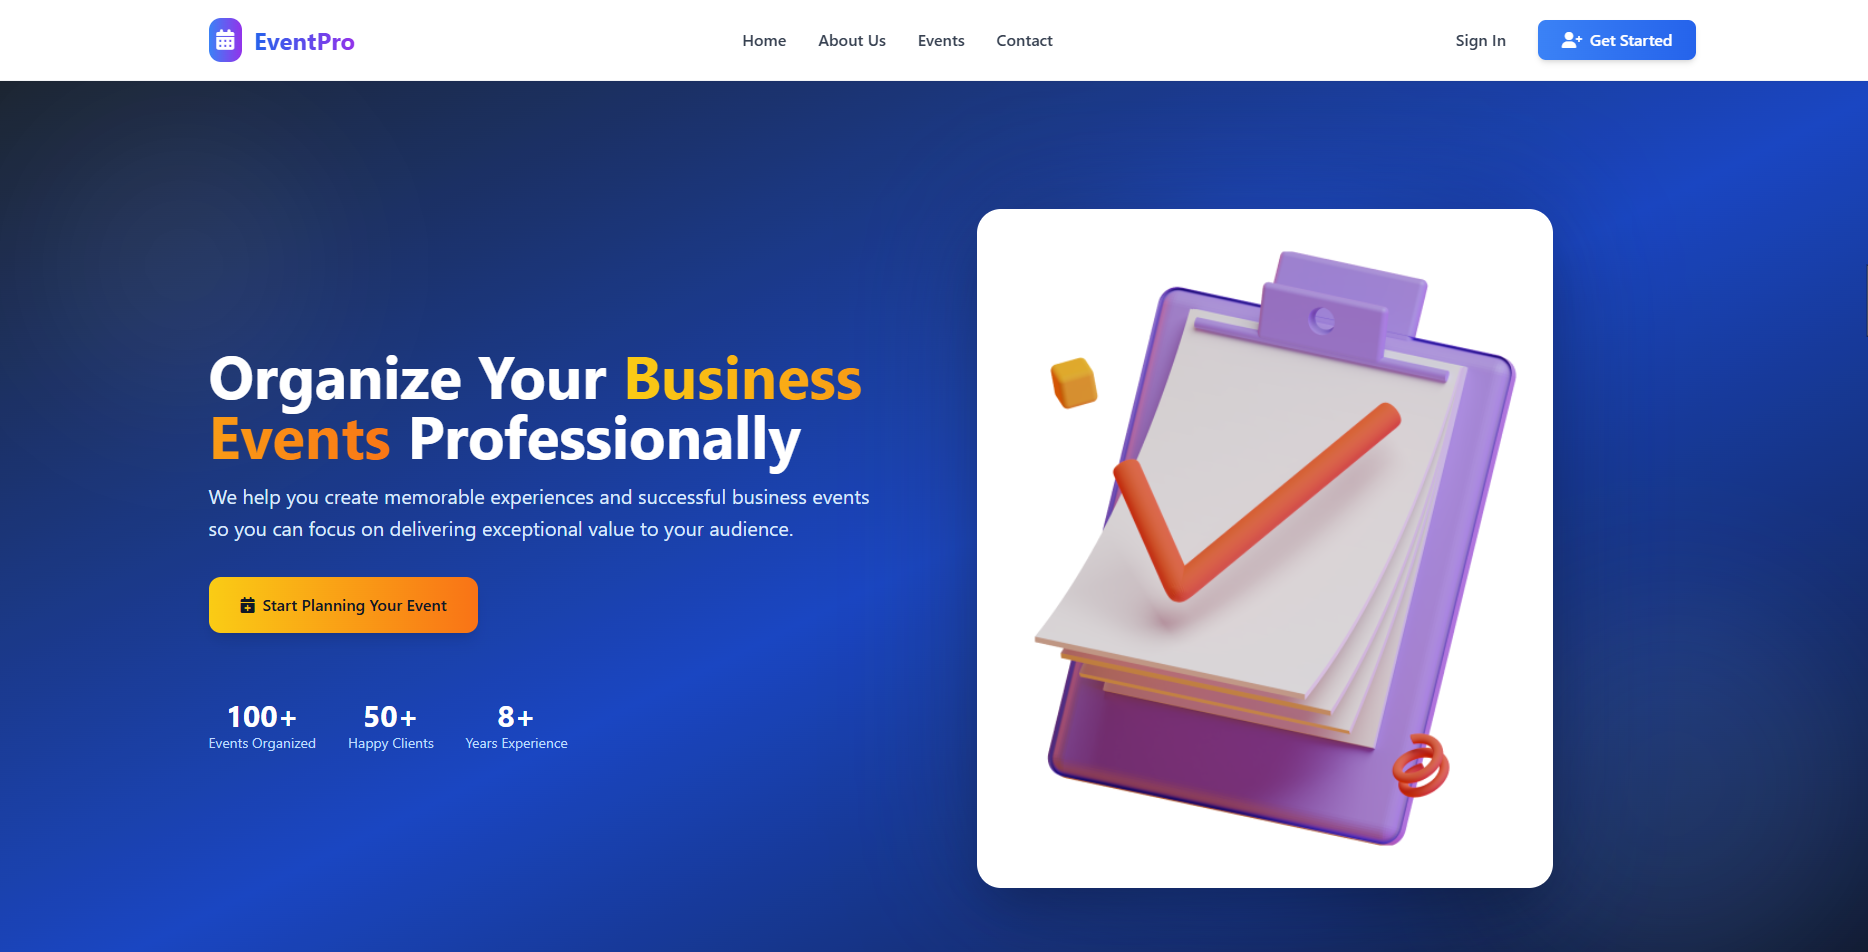 EventPro
Home
About Us
Events
Contact
Sign In
Get Started
Organize Your Business
Events Professionally
We help you create memorable experiences and successful business events
so you can focus on delivering exceptional value to your audience.
Start Planning Your Event
100+
Events Organized
50+
Happy Clients
8+
Years Experience